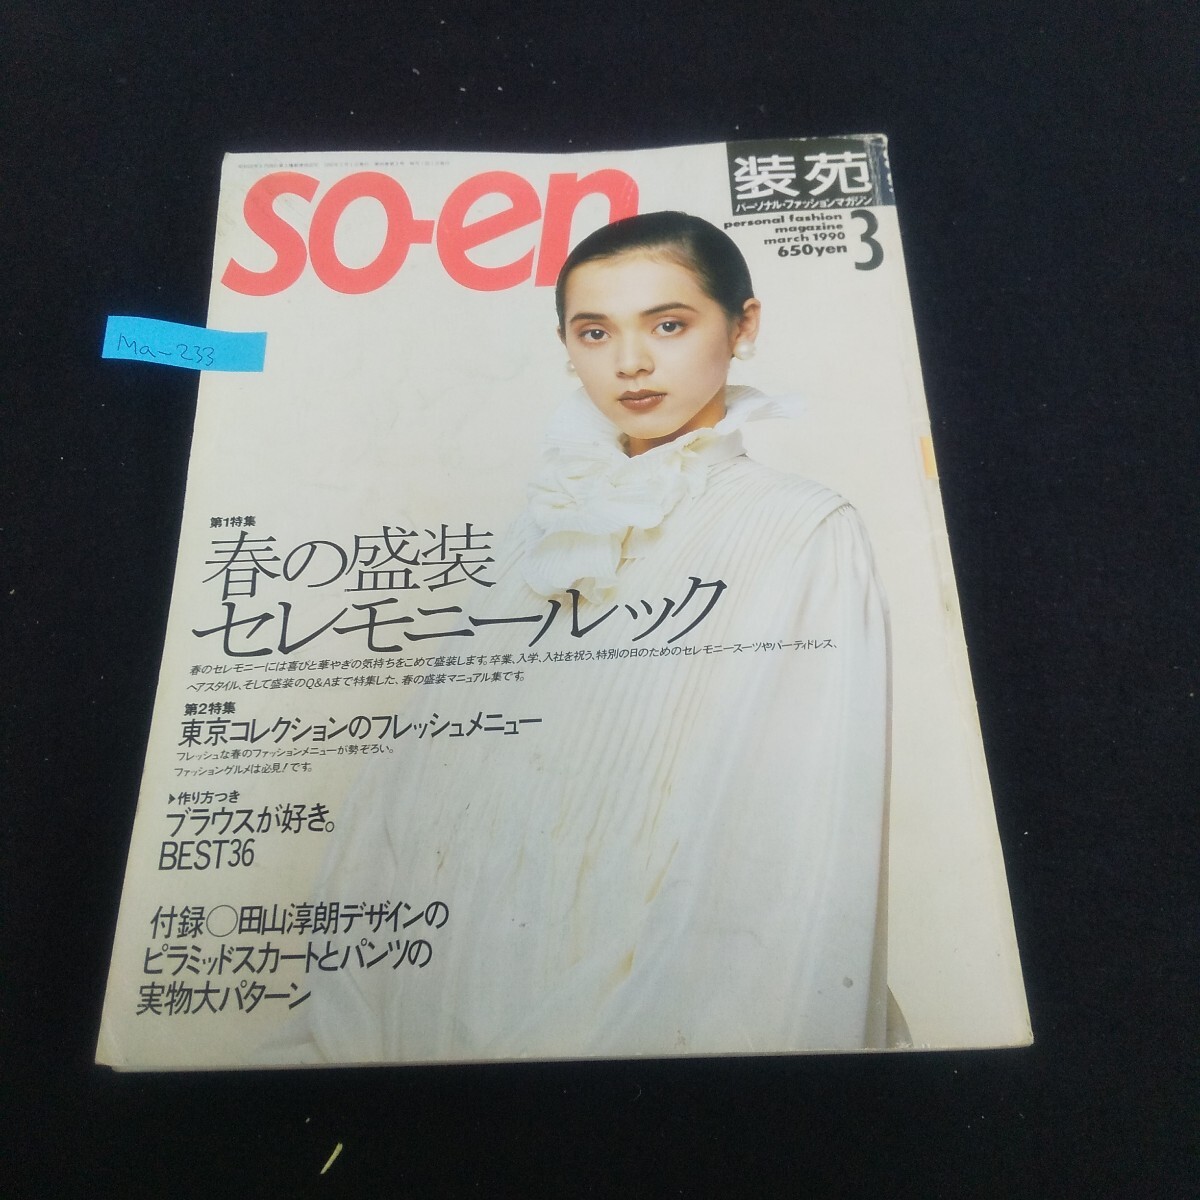 so-en
装苑
パーソナル・ファッションマガジン
personal fashion
magazine
march 1990
650yen
3
Ma-233
第1特集
春の盛装
セレモニールック
春のセレモニーには喜びと華やぎの気持ちをこめて盛装します。卒業、入学、入社を祝う、特別の日のためのセレモニースーツやパーティドレス、
ヘアスタイル、そして盛装のQ&Aまで特集した、春の盛装マニュアル集です。
第2特集
東京コレクションのフレッシュメニュー
フレッシュな春のファッションメニューが勢ぞろい。
ファッショングルメは必見!です。
▶作り方つき
ブラウスが好き。
BEST36
付録○田山淳朗デザインの
ピラミッドスカートとパンツの
実物大パターン